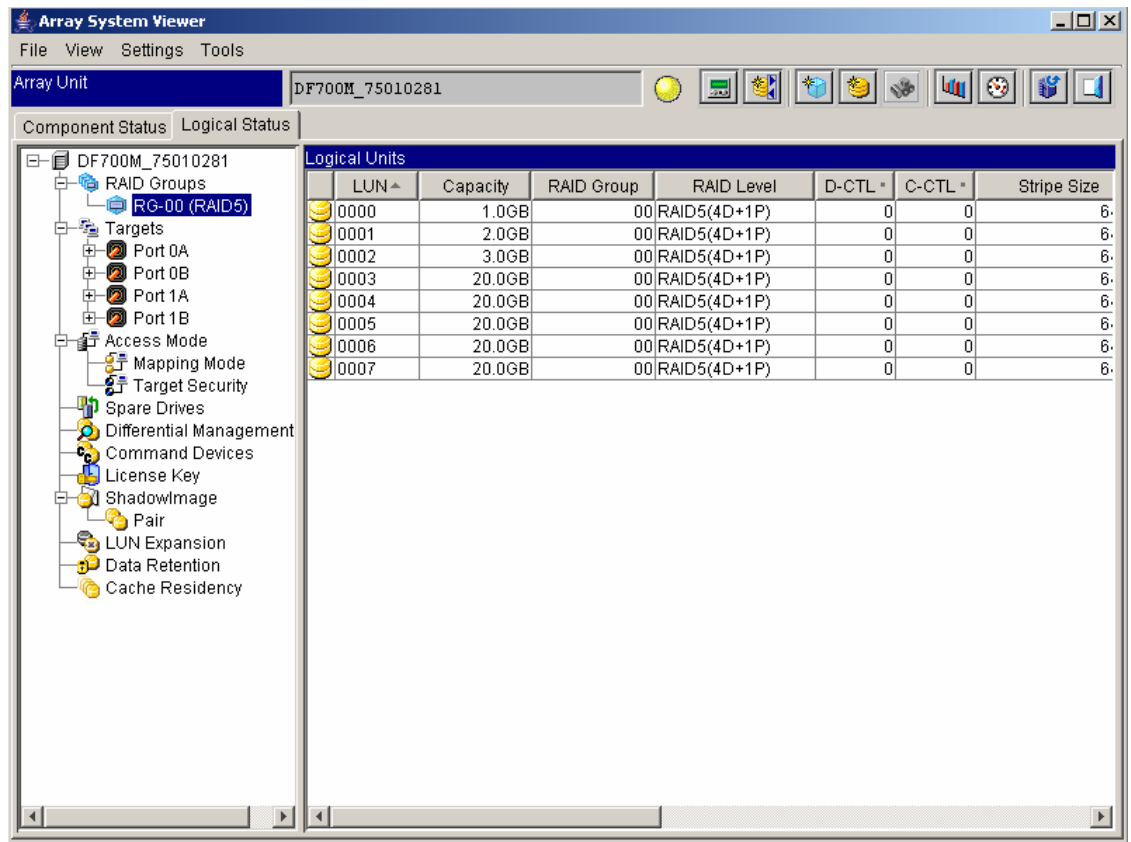 Array System Viewer
File View Settings Tools
Array Unit DF700M_75010281
Component Status Logical Status
DF700M_75010281
RAID Groups
RG-00 (RAID5)
Targets
Port 0A
Port 0B
Port 1A
Port 1B
Access Mode
Mapping Mode
Target Security
Spare Drives
Differential Management
Command Devices
License Key
ShadowImage
Pair
LUN Expansion
Data Retention
Cache Residency
Logical Units
LUN Capacity RAID Group RAID Level D-CTL * C-CTL * Stripe Size
0000 1.0GB 00 RAID5(4D+1P) 0 0
0001 2.0GB 00 RAID5(4D+1P) 0 0
0002 3.0GB 00 RAID5(4D+1P) 0 0
0003 20.0GB 00 RAID5(4D+1P) 0 0
0004 20.0GB 00 RAID5(4D+1P) 0 0
0005 20.0GB 00 RAID5(4D+1P) 0 0
0006 20.0GB 00 RAID5(4D+1P) 0 0
0007 20.0GB 00 RAID5(4D+1P) 0 0